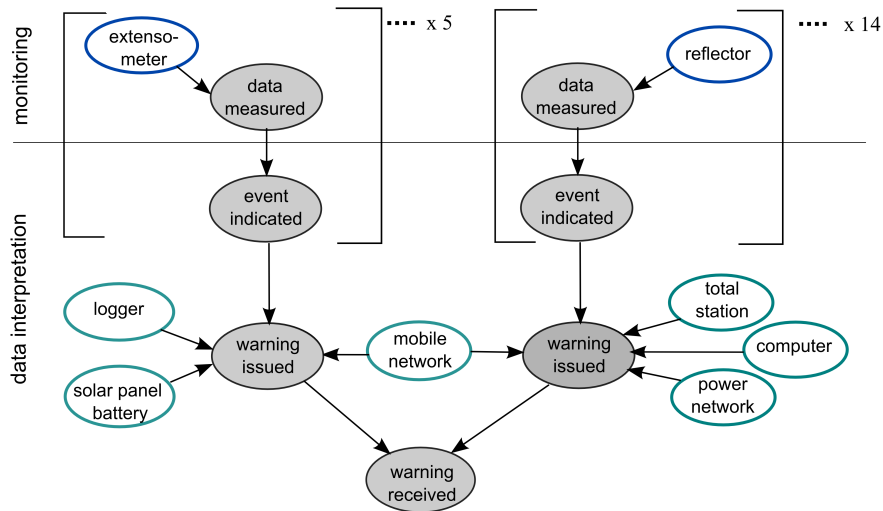 monitoring
extenso-
meter
data
measured
.... x 5
data
measured
reflector
.... x 14
data interpretation
event
indicated
event
indicated
logger
solar panel
battery
warning
issued
mobile
network
warning
issued
total
station
computer
power
network
warning
received